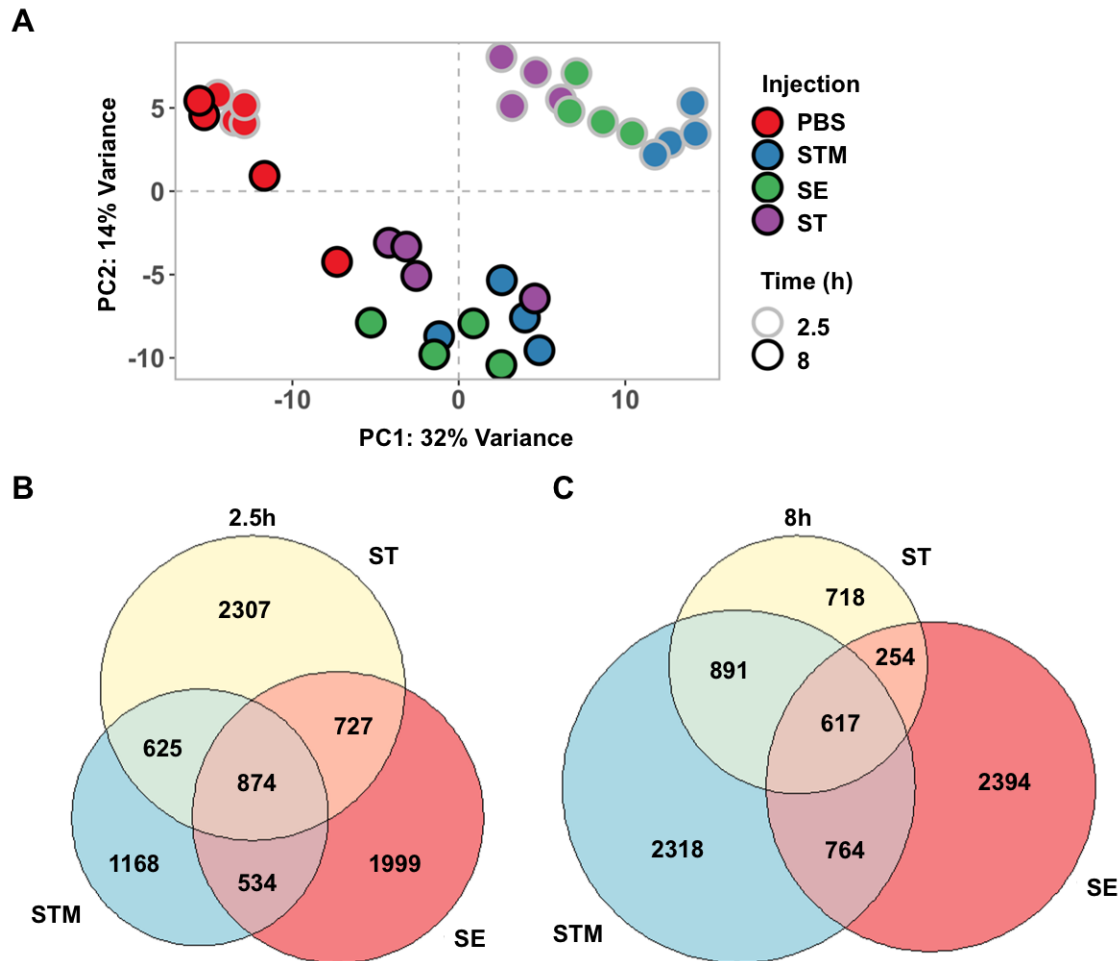 A
PC2: 14% Variance
5
0
-5
-10
-10
0
10
PC1: 32% Variance
Injection
PBS
STM
SE
ST
Time (h)
2.5
8
B
2.5h
ST
2307
625
727
874
1168
534
1999
STM
SE
C
8h
ST
718
891
254
617
2394
2318
764
SE
STM